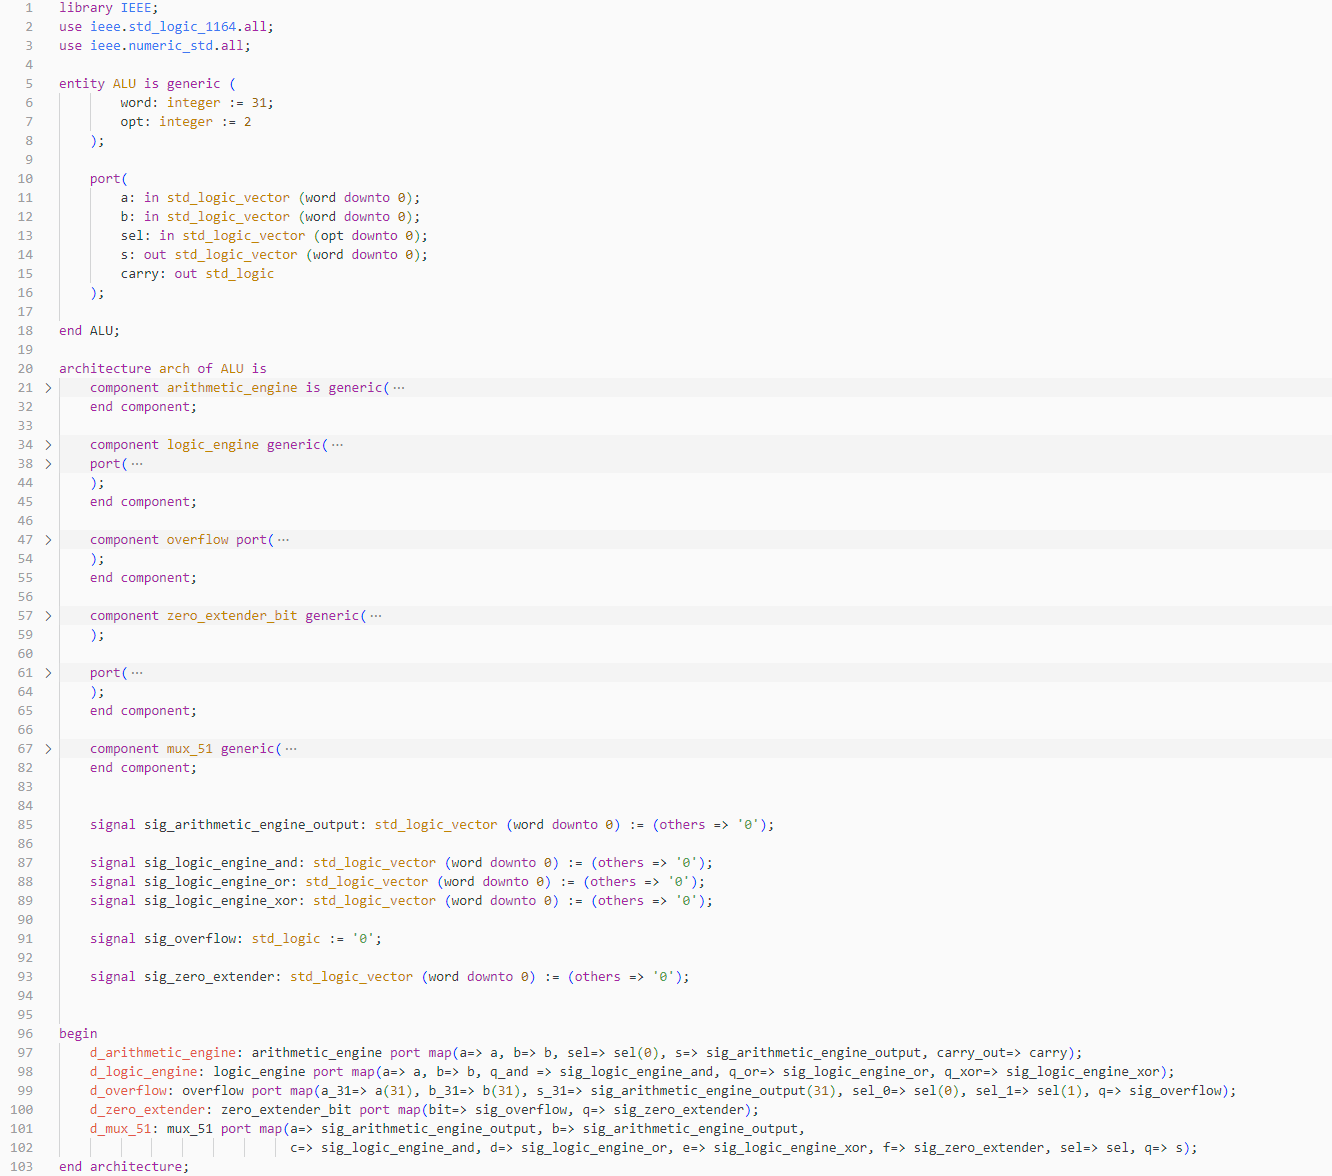 1 library IEEE;
2 use ieee.std_logic_1164.all;
3 use ieee.numeric_std.all;
4
5 entity ALU is generic (
6         word: integer := 31;
7         opt: integer := 2
8     );
9
10     port(
11         a: in std_logic_vector (word downto 0);
12         b: in std_logic_vector (word downto 0);
13         sel: in std_logic_vector (opt downto 0);
14         s: out std_logic_vector (word downto 0);
15         carry: out std_logic
16     );
17
18 end ALU;
19
20 architecture arch of ALU is
21 >     component arithmetic_engine is generic( ···
32     end component;
33
34 >     component logic_engine generic( ···
38 >     port( ···
44     );
45     end component;
46
47 >     component overflow port( ···
54     );
55     end component;
56
57 >     component zero_extender_bit generic( ···
59     );
60
61 >     port( ···
64     );
65     end component;
66
67 >     component mux_51 generic( ···
82     end component;
83
84
85     signal sig_arithmetic_engine_output: std_logic_vector (word downto 0) := (others => '0');
86
87     signal sig_logic_engine_and: std_logic_vector (word downto 0) := (others => '0');
88     signal sig_logic_engine_or: std_logic_vector (word downto 0) := (others => '0');
89     signal sig_logic_engine_xor: std_logic_vector (word downto 0) := (others => '0');
90
91     signal sig_overflow: std_logic := '0';
92
93     signal sig_zero_extender: std_logic_vector (word downto 0) := (others => '0');
94
95
96 begin
97     d_arithmetic_engine: arithmetic_engine port map(a=> a, b=> b, sel=> sel(0), s=> sig_arithmetic_engine_output, carry_out=> carry);
98     d_logic_engine: logic_engine port map(a=> a, b=> b, q_and => sig_logic_engine_and, q_or=> sig_logic_engine_or, q_xor=> sig_logic_engine_xor);
99     d_overflow: overflow port map(a_31=> a(31), b_31=> b(31), s_31=> sig_arithmetic_engine_output(31), sel_0=> sel(0), sel_1=> sel(1), q=> sig_overflow);
100     d_zero_extender: zero_extender_bit port map(bit=> sig_overflow, q=> sig_zero_extender);
101     d_mux_51: mux_51 port map(a=> sig_arithmetic_engine_output, b=> sig_arithmetic_engine_output,
102                               c=> sig_logic_engine_and, d=> sig_logic_engine_or, e=> sig_logic_engine_xor, f=> sig_zero_extender, sel=> sel, q=> s);
103 end architecture;